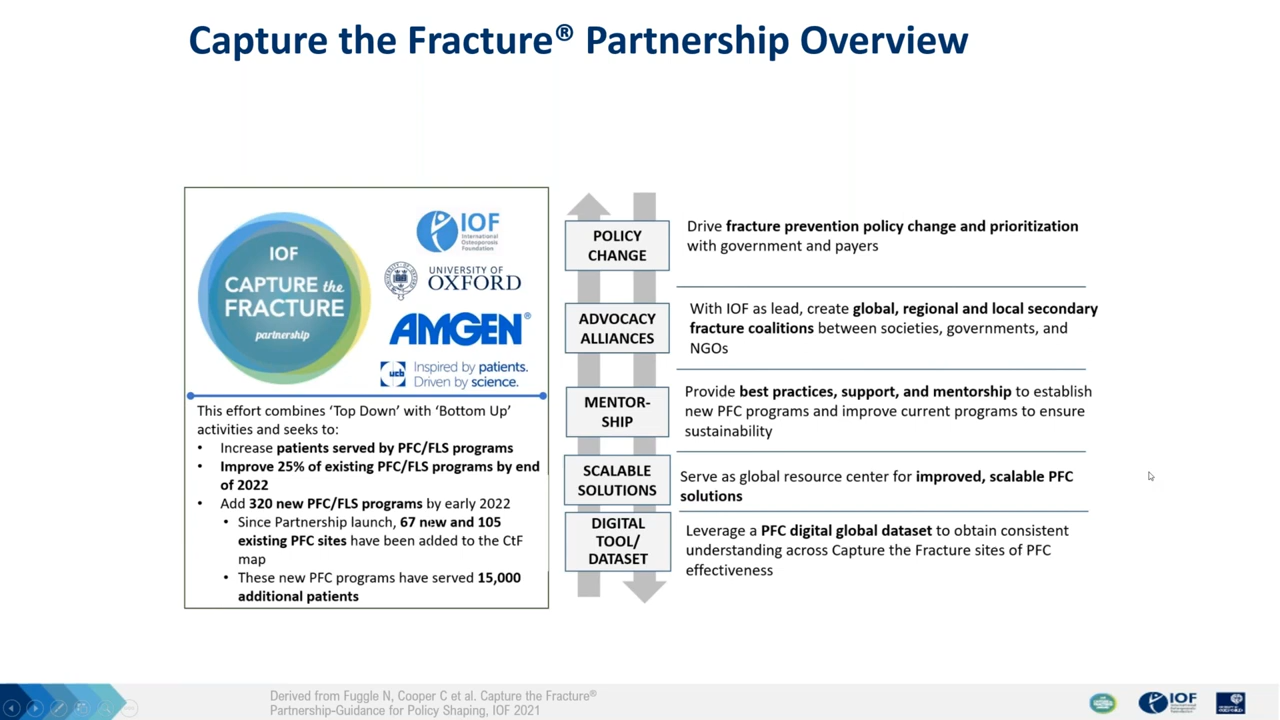 Capture the Fracture® Partnership Overview
IOF
CAPTURE the
FRACTURE
partnership
IOF
International
Osteoporosis
Foundation
UNIVERSITY OF
OXFORD
AMGEN®
ucb
Inspired by patients.
Driven by science.
This effort combines ‘Top Down’ with ‘Bottom Up’
activities and seeks to:
• Increase patients served by PFC/FLS programs
• Improve 25% of existing PFC/FLS programs by end
of 2022
• Add 320 new PFC/FLS programs by early 2022
• Since Partnership launch, 67 new and 105
existing PFC sites have been added to the CtF
map
• These new PFC programs have served 15,000
additional patients
POLICY
CHANGE
Drive fracture prevention policy change and prioritization
with government and payers
ADVOCACY
ALLIANCES
With IOF as lead, create global, regional and local secondary
fracture coalitions between societies, governments, and
NGOs
MENTOR-
SHIP
Provide best practices, support, and mentorship to establish
new PFC programs and improve current programs to ensure
sustainability
SCALABLE
SOLUTIONS
Serve as global resource center for improved, scalable PFC
solutions
DIGITAL
TOOL/
DATASET
Leverage a PFC digital global dataset to obtain consistent
understanding across Capture the Fracture sites of PFC
effectiveness
Derived from Fuggle N, Cooper C et al. Capture the Fracture®
Partnership-Guidance for Policy Shaping, IOF 2021
IOF